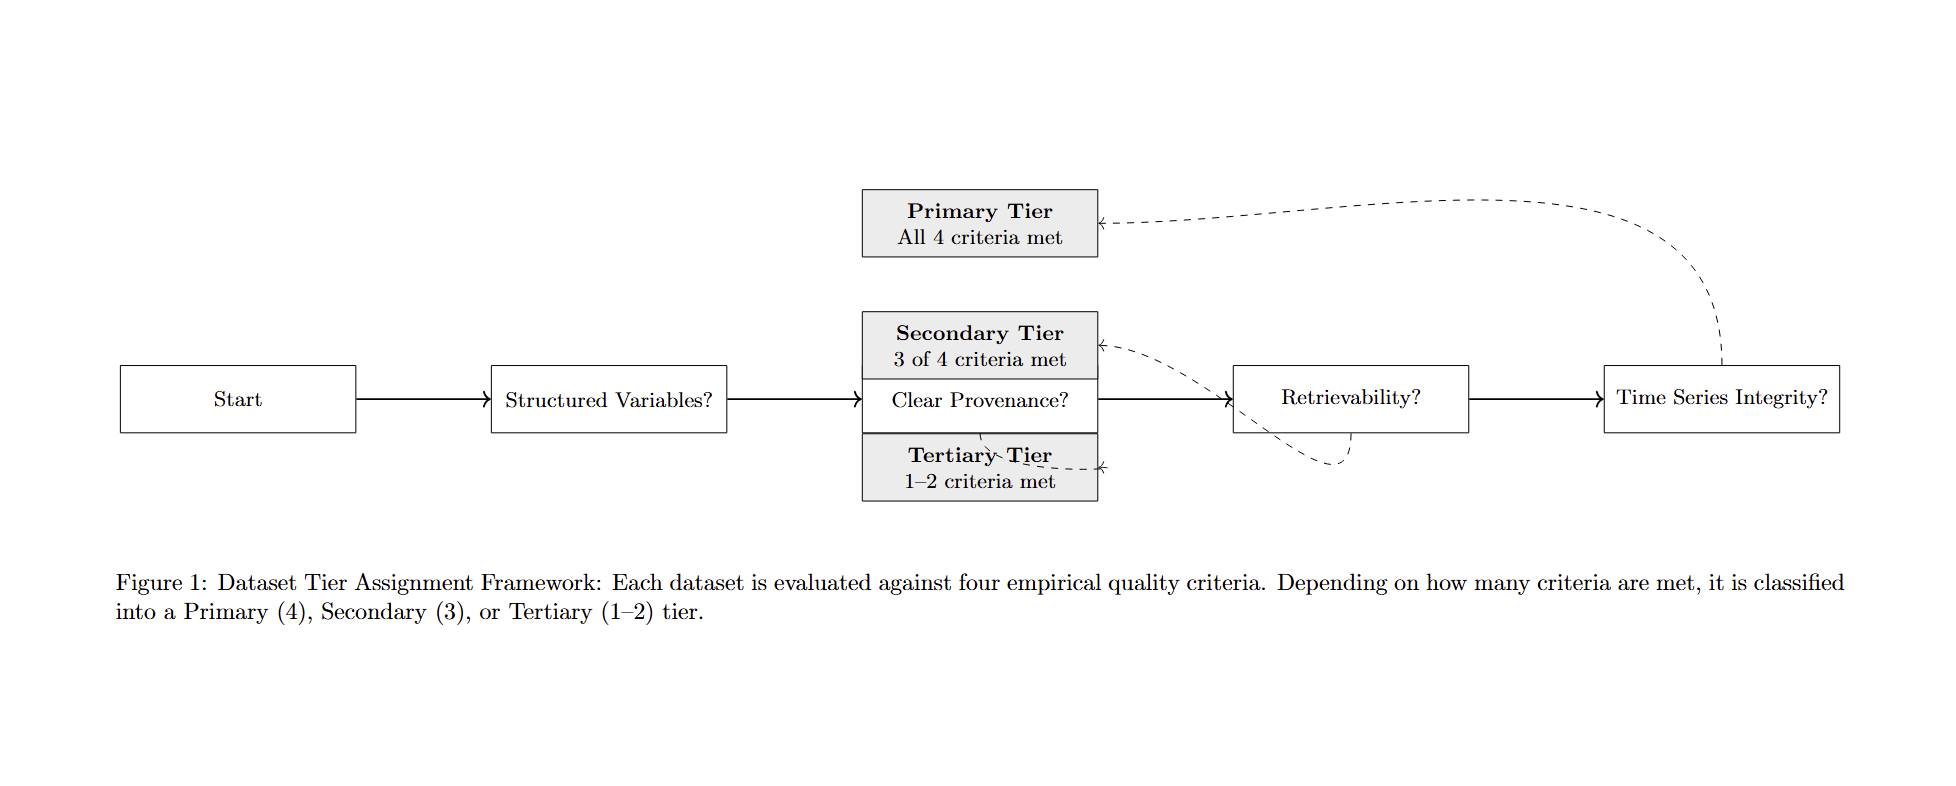 Primary Tier
All 4 criteria met
Secondary Tier
3 of 4 criteria met
Start
Structured Variables?
Clear Provenance?
Retrievability?
Time Series Integrity?
Tertiary Tier
1–2 criteria met
Figure 1: Dataset Tier Assignment Framework: Each dataset is evaluated against four empirical quality criteria. Depending on how many criteria are met, it is classified
into a Primary (4), Secondary (3), or Tertiary (1–2) tier.